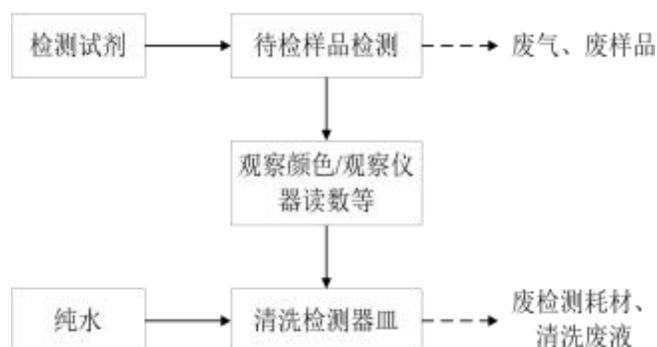 检测试剂
待检样品检测
废气、废样品
观察颜色/观察仪
器读数等
纯水
清洗检测器皿
废检测耗材、
清洗废液